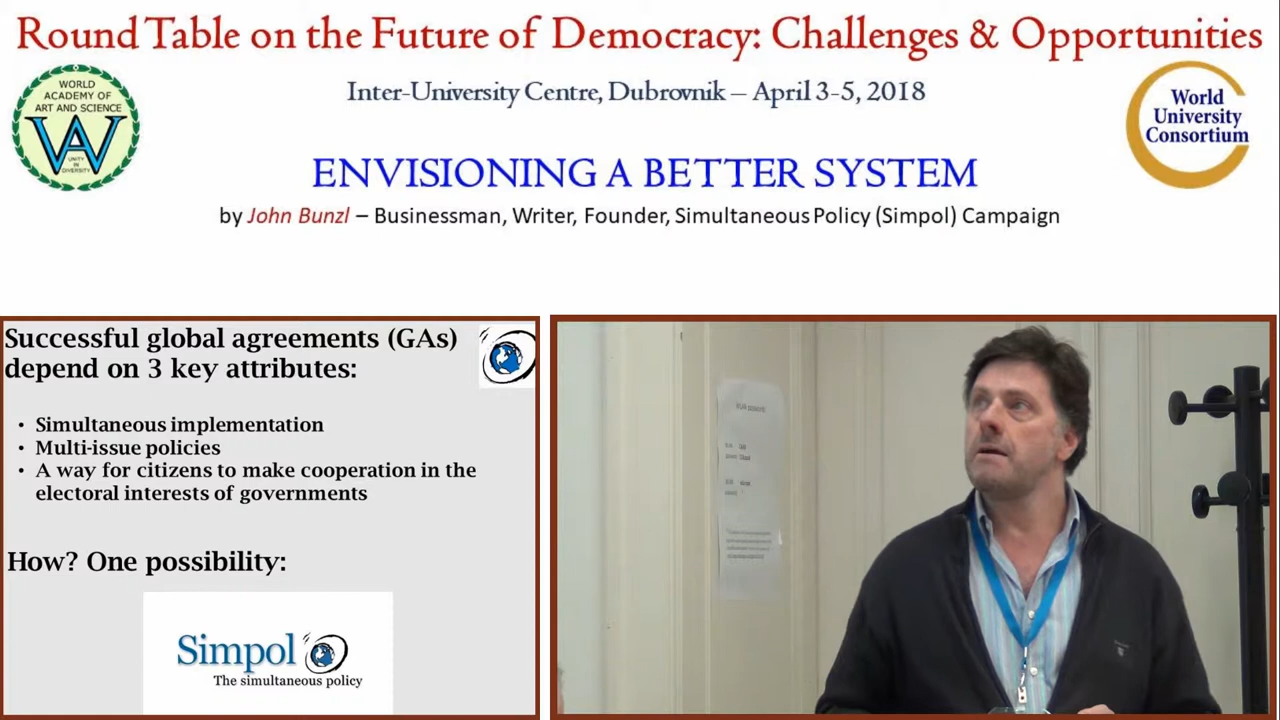 Round Table on the Future of Democracy: Challenges & Opportunities
Inter-University Centre, Dubrovnik – April 3-5, 2018
WORLD
ACADEMY OF
ART AND SCIENCE
UNITY
IN
DIVERSITY
World
University
Consortium
ENVISIONING A BETTER SYSTEM
by John Bunzl – Businessman, Writer, Founder, Simultaneous Policy (Simpol) Campaign
Successful global agreements (GAs)
depend on 3 key attributes:
• Simultaneous implementation
• Multi-issue policies
• A way for citizens to make cooperation in the
electoral interests of governments
How? One possibility:
Simpol
The simultaneous policy